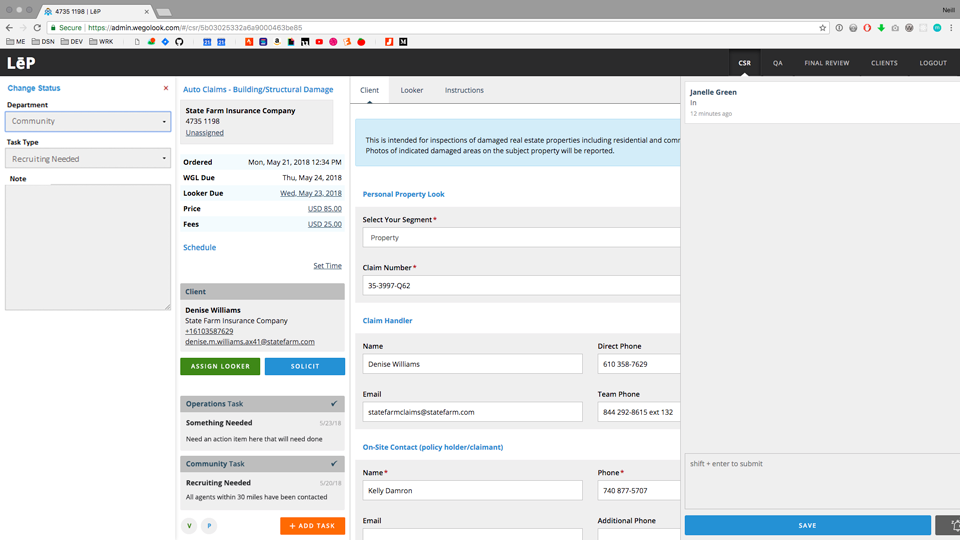 4735 1198 | LēP
Neill
Secure
https://admin.wegolook.com/#/csr/5b03025332a6a9000463be85
ME
DSN
DEV
WRK
LēP
CSR
QA
FINAL REVIEW
CLIENTS
LOGOUT
Change Status
Department
Community
Task Type
Recruiting Needed
Note
Auto Claims - Building/Structural Damage
State Farm Insurance Company
4735 1198
Unassigned
Ordered Mon, May 21, 2018 12:34 PM
WGL Due Thu, May 24, 2018
Looker Due Wed, May 23, 2018
Price USD 85.00
Fees USD 25.00
Schedule
Set Time
Client
Denise Williams
State Farm Insurance Company
+16103587629
denise.m.williams.ax41@statefarm.com
ASSIGN LOOKER
SOLICIT
Operations Task
Something Needed 5/23/18
Need an action item here that will need done
Community Task
Recruiting Needed 5/20/18
All agents within 30 miles have been contacted
V
P
+ ADD TASK
Client
Looker
Instructions
This is intended for inspections of damaged real estate properties including residential and com
Photos of indicated damaged areas on the subject property will be reported.
Personal Property Look
Select Your Segment*
Property
Claim Number*
35-3997-Q62
Claim Handler
Name
Direct Phone
Denise Williams
610 358-7629
Email
Team Phone
statefarmclaims@statefarm.com
844 292-8615 ext 132
On-Site Contact (policy holder/claimant)
Name*
Phone*
Kelly Damron
740 877-5707
Email
Additional Phone
Janelle Green
In
12 minutes ago
shift + enter to submit
SAVE